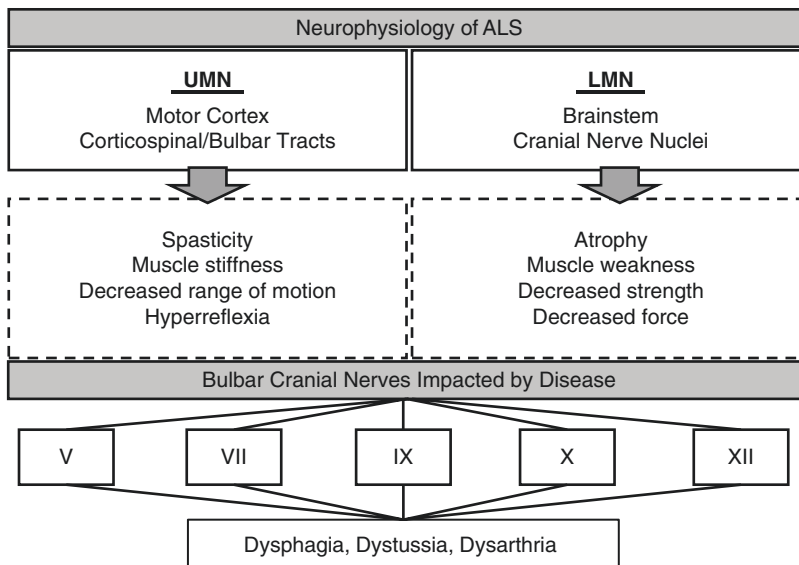 Neurophysiology of ALS
UMN
Motor Cortex
Corticospinal/Bulbar Tracts
LMN
Brainstem
Cranial Nerve Nuclei
Spasticity
Muscle stiffness
Decreased range of motion
Hyperreflexia
Atrophy
Muscle weakness
Decreased strength
Decreased force
Bulbar Cranial Nerves Impacted by Disease
V
VII
IX
X
XII
Dysphagia, Dystussia, Dysarthria